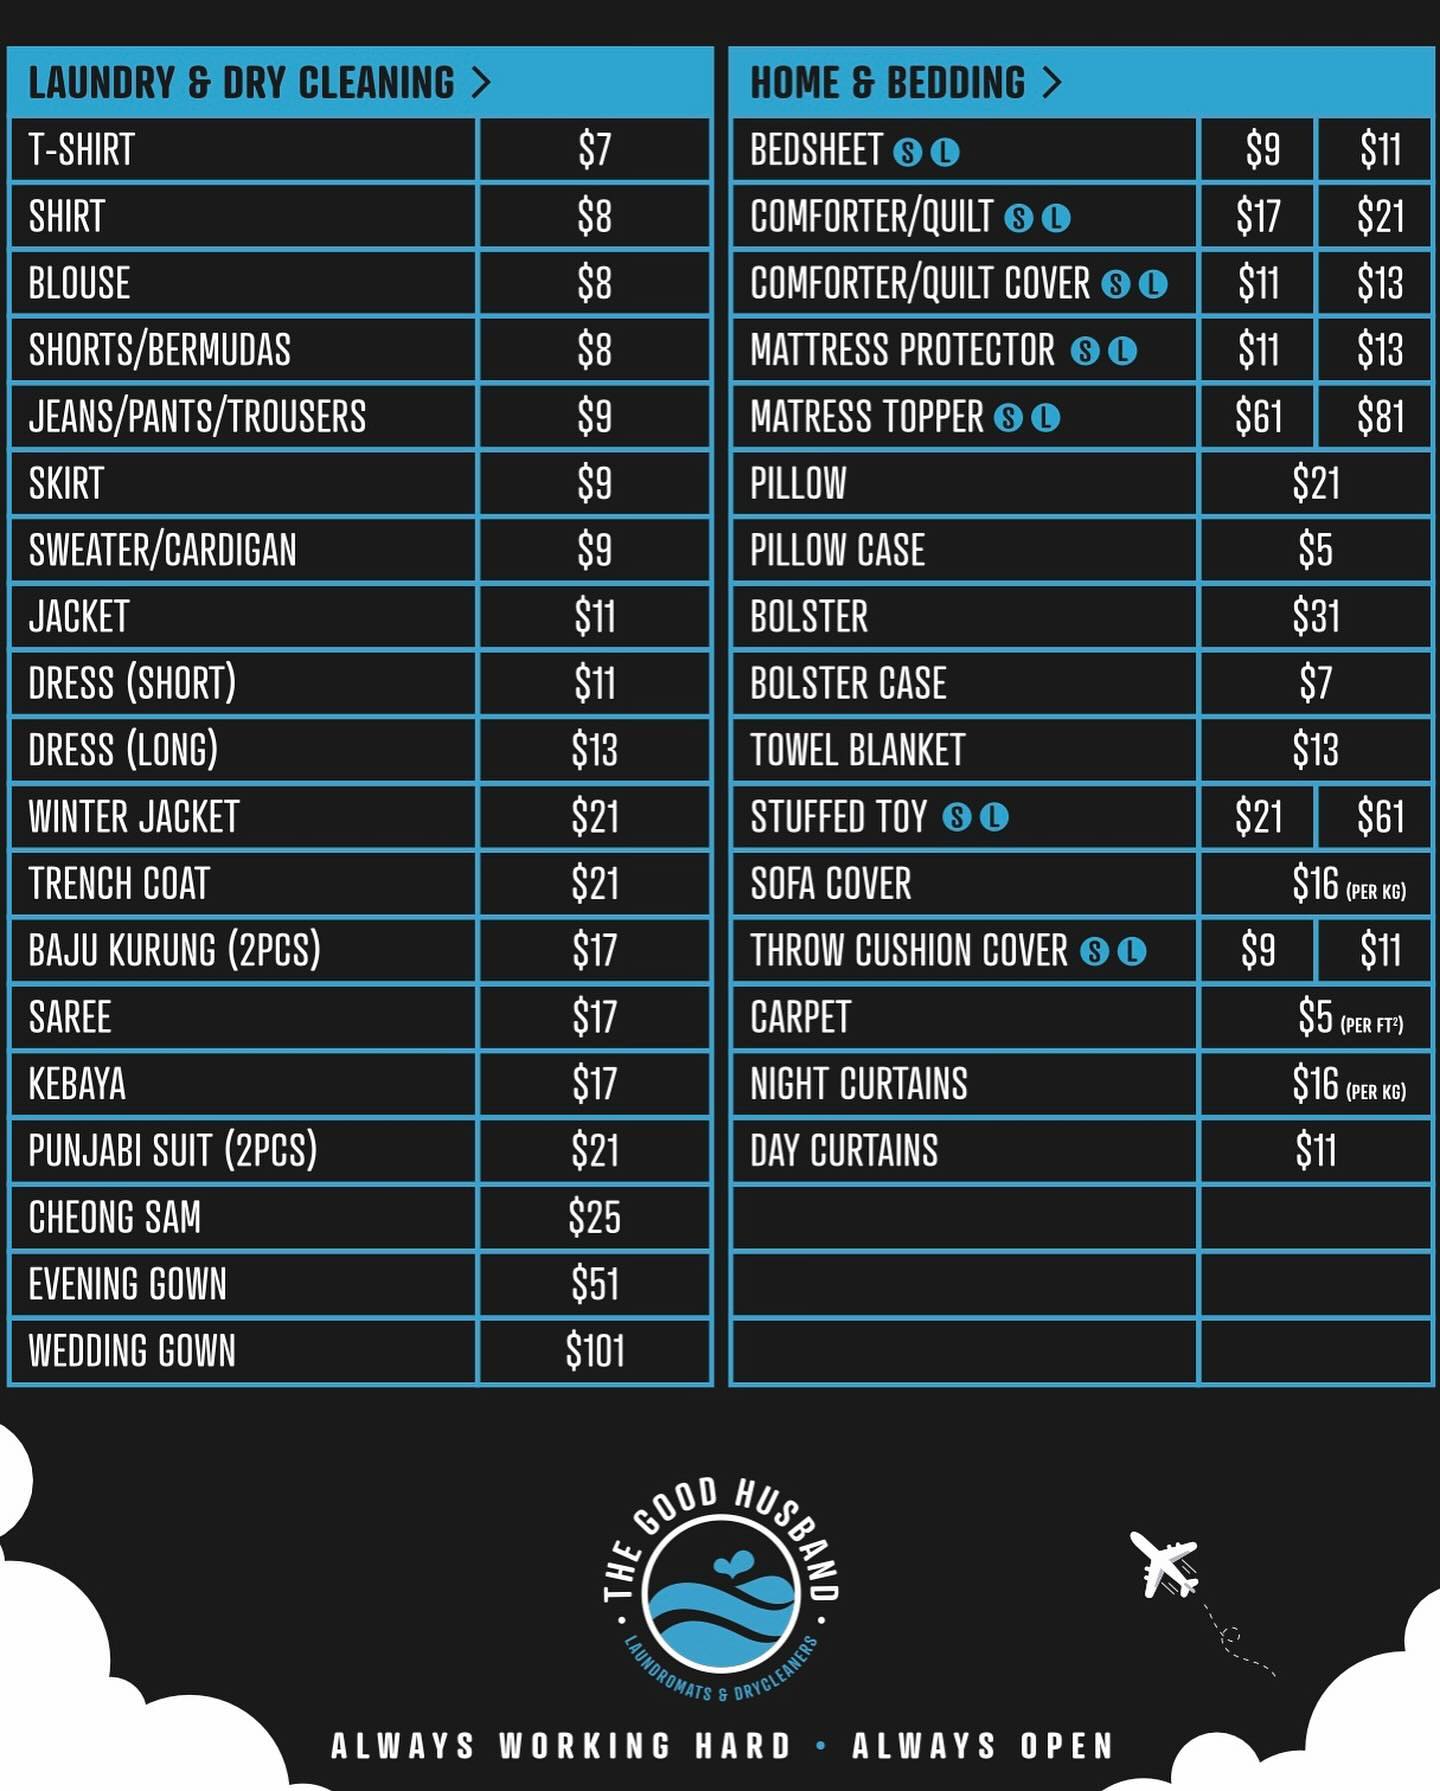 LAUNDRY & DRY CLEANING >
T-SHIRT $7
SHIRT $8
BLOUSE $8
SHORTS/BERMUDAS $8
JEANS/PANTS/TROUSERS $9
SKIRT $9
SWEATER/CARDIGAN $9
JACKET $11
DRESS (SHORT) $11
DRESS (LONG) $13
WINTER JACKET $21
TRENCH COAT $21
BAJU KURUNG (2PCS) $17
SAREE $17
KEBAYA $17
PUNJABI SUIT (2PCS) $21
CHEONG SAM $25
EVENING GOWN $51
WEDDING GOWN $101
HOME & BEDDING >
BEDSHEET S L $9 $11
COMFORTER/QUILT S L $17 $21
COMFORTER/QUILT COVER S L $11 $13
MATTRESS PROTECTOR S L $11 $13
MATRESS TOPPER S L $61 $81
PILLOW $21
PILLOW CASE $5
BOLSTER $31
BOLSTER CASE $7
TOWEL BLANKET $13
STUFFED TOY S L $21 $61
SOFA COVER $16 (PER KG)
THROW CUSHION COVER S L $9 $11
CARPET $5 (PER FT²)
NIGHT CURTAINS $16 (PER KG)
DAY CURTAINS $11
• THE GOOD HUSBAND •
LAUNDROMATS & DRYCLEANERS
ALWAYS WORKING HARD • ALWAYS OPEN